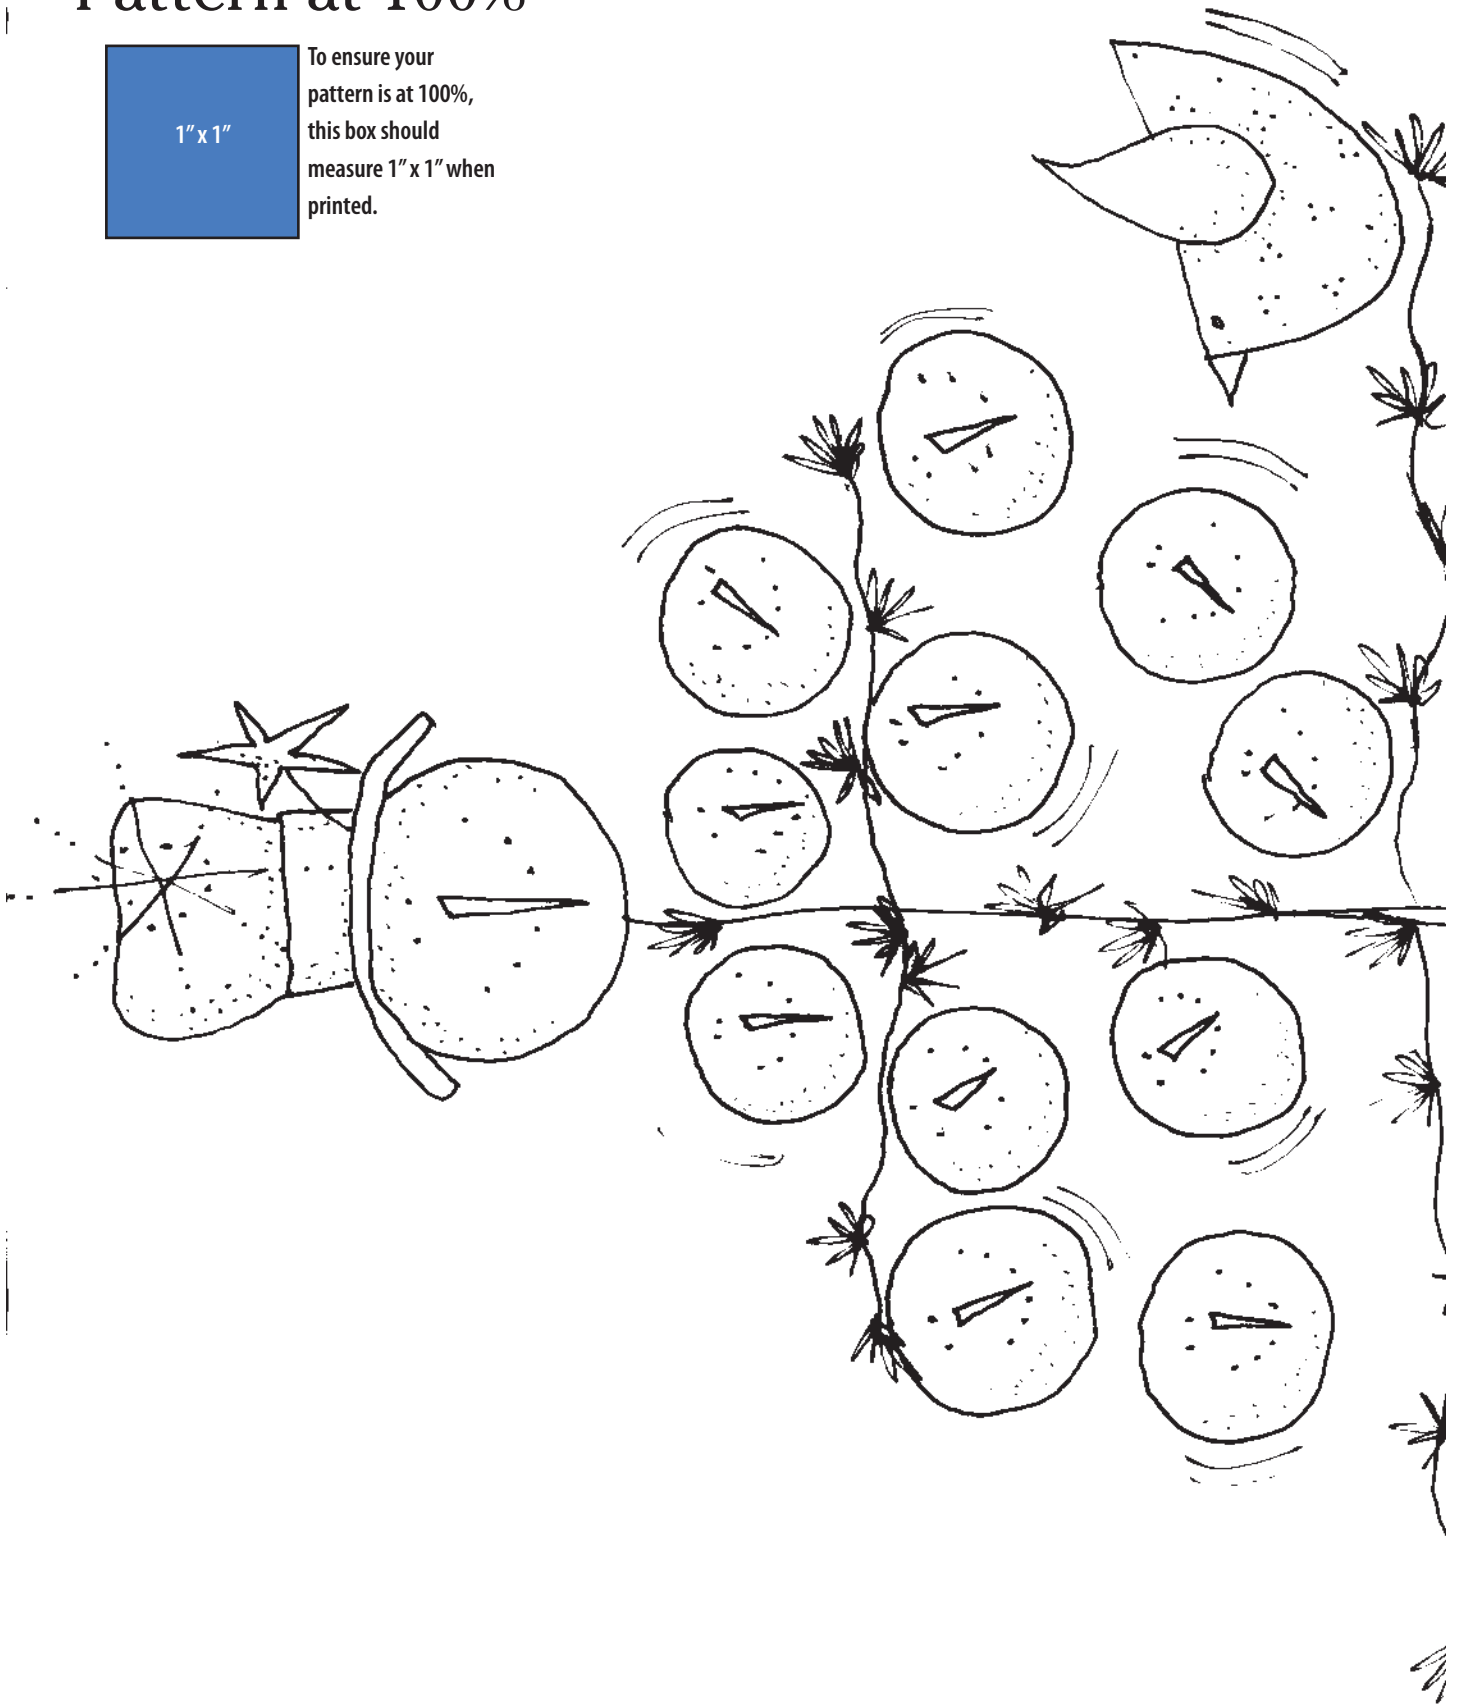 Pattern at 100%
1" x 1"
To ensure your
pattern is at 100%,
this box should
measure 1" x 1" when
printed.